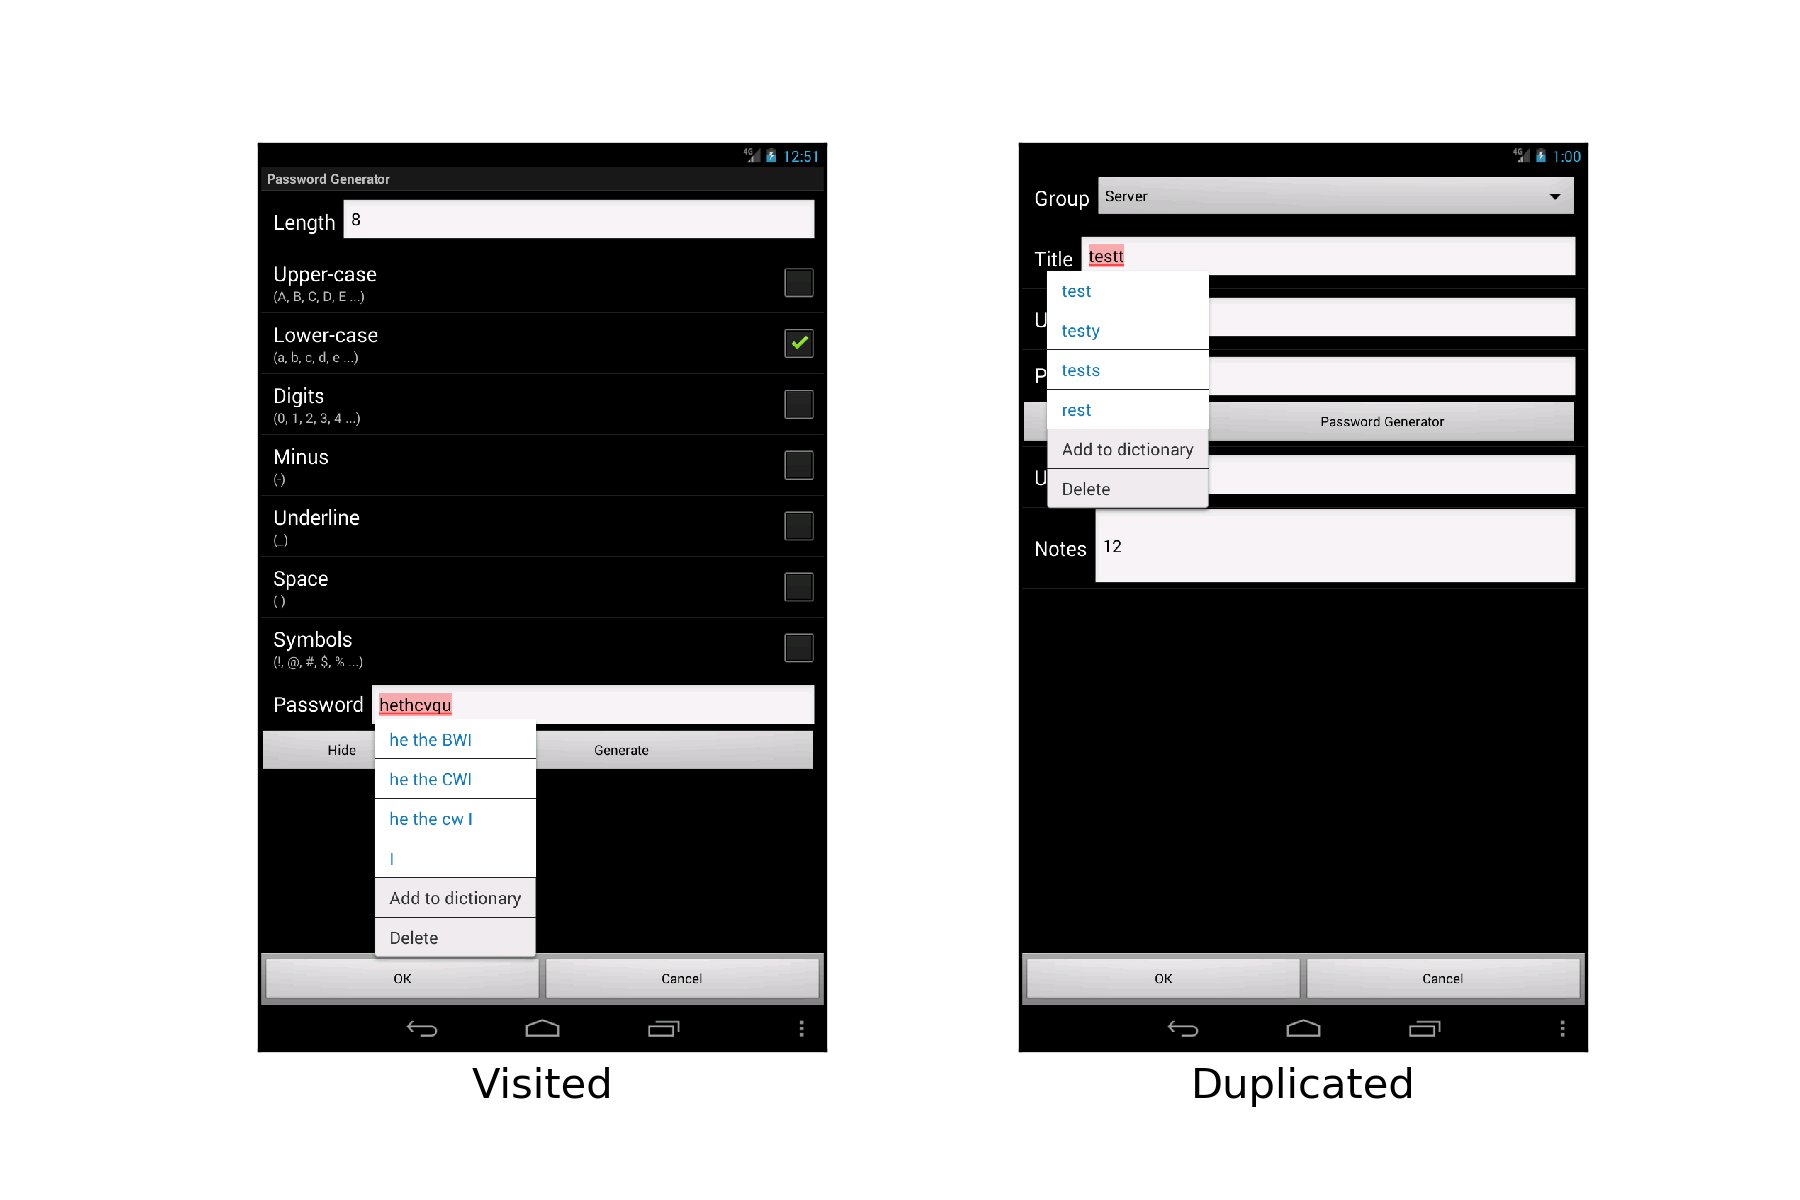 4G 12:51
Password Generator
Length 8
Upper-case
(A, B, C, D, E ...)
Lower-case
(a, b, c, d, e ...)
Digits
(0, 1, 2, 3, 4 ...)
Minus
(-)
Underline
(_)
Space
( )
Symbols
(!, @, #, $, % ...)
Password hethcvqu
Hide Generate
he the BWI
he the CWI
he the cw I
I
Add to dictionary
Delete
OK Cancel
Visited
4G 1:00
Group Server
Title testt
test
U
testy
tests
P
rest
Password Generator
Add to dictionary
U
Delete
Notes 12
OK Cancel
Duplicated